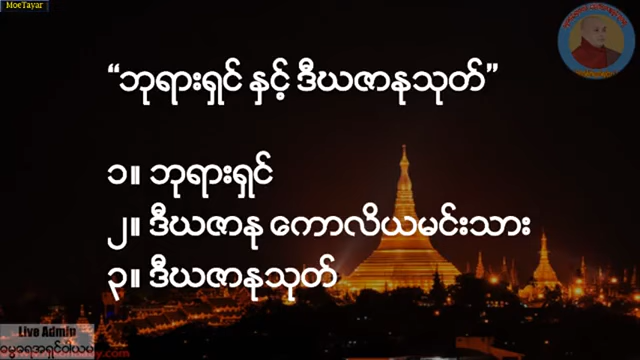 MoeTayar
“ဘုရားရှင် နှင့် ဒီဃဇာနုသုတ်”
၁။ ဘုရားရှင်
၂။ ဒီဃဇာနု ကောလိယမင်းသား
၃။ ဒီဃဇာနုသုတ်
Live Admin